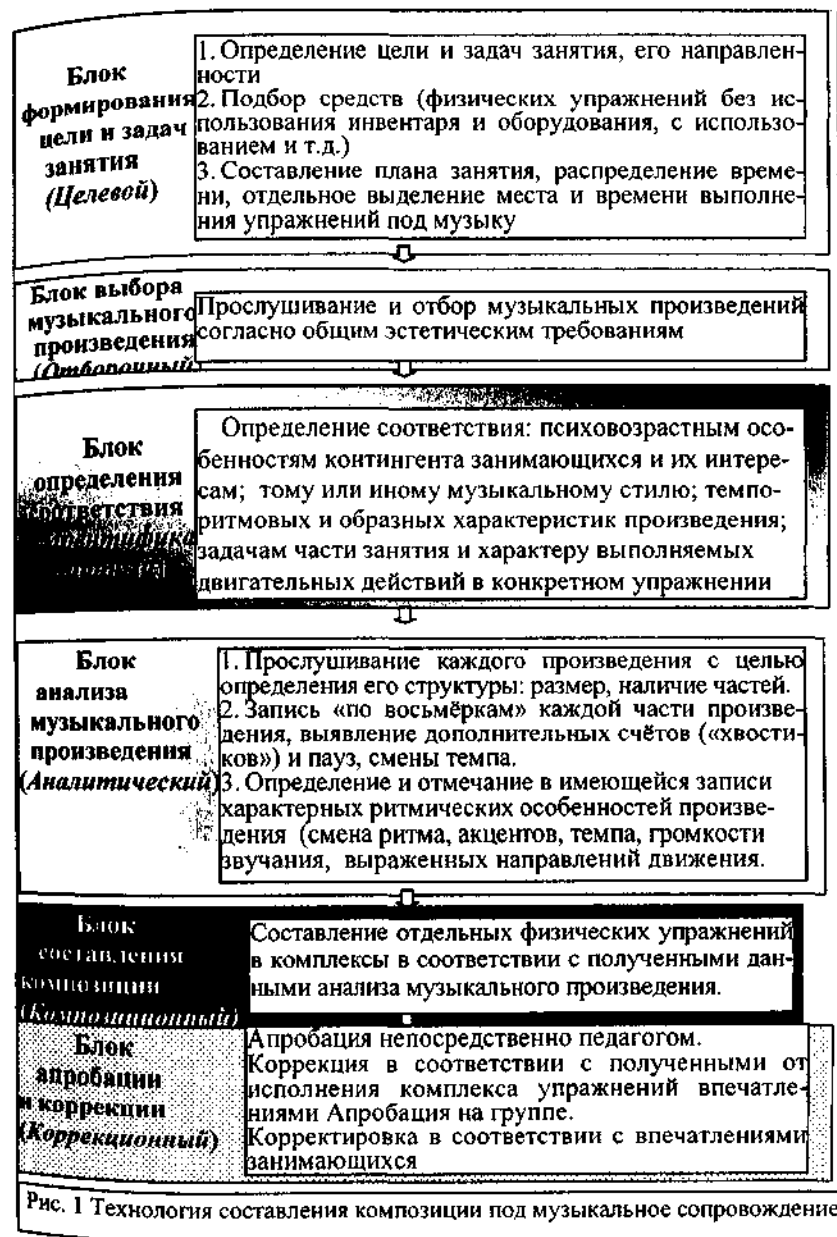 Блок
формирования
цели и задач
занятия
(Целевой)
1. Определение цели и задач занятия, его направлен-
ности
2. Подбор средств (физических упражнений без ис-
пользования инвентаря и оборудования, с использо-
ванием и т.д.)
3. Составление плана занятия, распределение време-
ни, отдельное выделение места и времени выполне-
ния упражнений под музыку
Блок выбора
музыкального
произведения
(Отборочный)
Прослушивание и отбор музыкальных произведений
согласно общим эстетическим требованиям
Блок
определения
соответствия
Определение соответствия: психовозрастным осо-
бенностям контингента занимающихся и их интере-
сам; тому или иному музыкальному стилю; темпо-
ритмовых и образных характеристик произведения;
задачам части занятия и характеру выполняемых
двигательных действий в конкретном упражнении
Блок
анализа
музыкального
произведения
(Аналитический)
1. Прослушивание каждого произведения с целью
определения его структуры: размер, наличие частей.
2. Запись «по восьмёркам» каждой части произве-
дения, выявление дополнительных счётов («хвости-
ков») и пауз, смены темпа.
3. Определение и отмечание в имеющейся записи
характерных ритмических особенностей произве-
дения (смена ритма, акцентов, темпа, громкости
звучания, выраженных направлений движения.
Блок
составления
композиции
(Композиционный)
Составление отдельных физических упражнений
в комплексы в соответствии с полученными дан-
ными анализа музыкального произведения.
Блок
апробации
и коррекции
(Коррекционный)
Апробация непосредственно педагогом.
Коррекция в соответствии с полученными от
исполнения комплекса упражнений впечатле-
ниями Апробация на группе.
Корректировка в соответствии с впечатлениями
занимающихся
Рис. 1 Технология составления композиции под музыкальное сопровождение